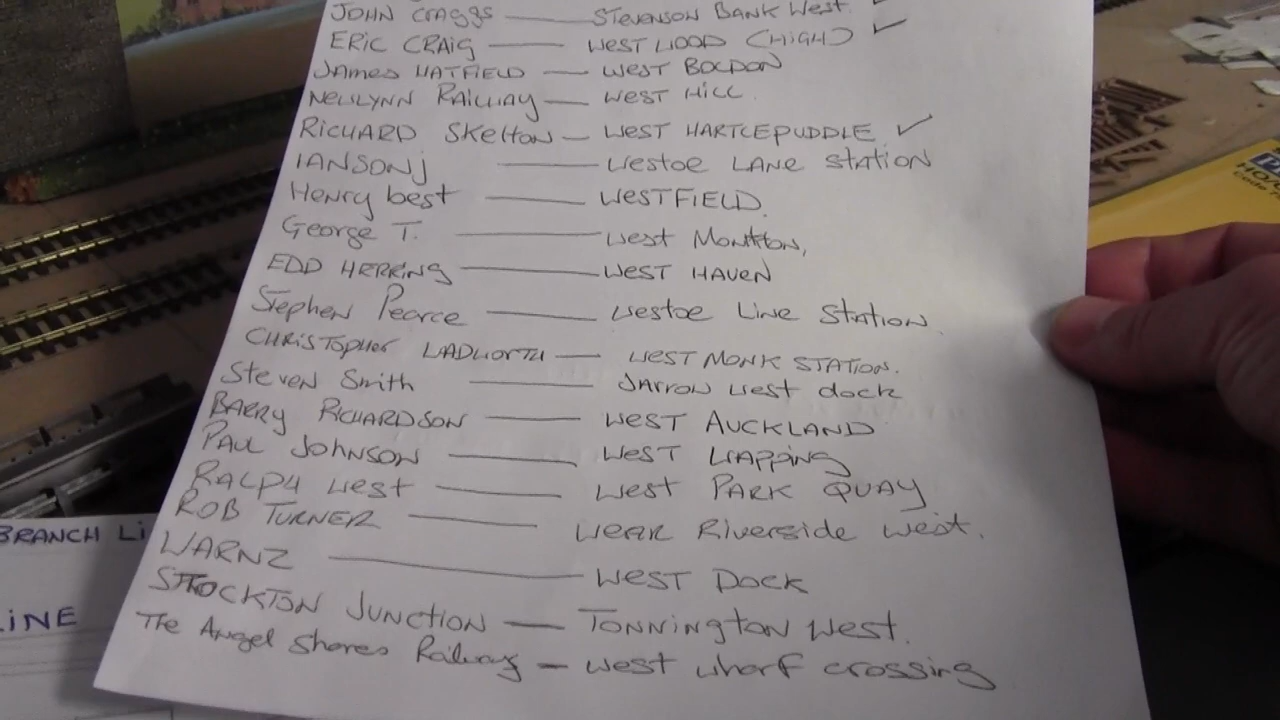 JOHN CRAGGS — STEVENSON BANK WEST. ✓
ERIC CRAIG — WEST WOOD (HIGH) ✓
JAMES HATFIELD — WEST BOLDON
NEWLYNN RAILWAY — WEST HILL
RICHARD SKELTON — WEST HARTLEPUDDLE ✓
IANSONJ — Westoe LANE STATION
Henry best — WESTFIELD.
George T. — West Monkton,
EDD HERRING — WEST HAVEN
Stephen Pearce — Westoe Line Station.
CHRISTOPHER LADWORTH — WEST MONK STATION.
Steven Smith — Jarrow West dock
BARRY RICHARDSON — WEST AUCKLAND
PAUL JOHNSON — WEST WAPPING
RALPH West — West PARK QUAY
ROB TURNER — WEAR Riverside West.
WARNZ — WEST DOCK
STOCKTON JUNCTION — Tonnington West.
The Angel Shores Railway — West wharf crossing
BRANCH Li
LINE